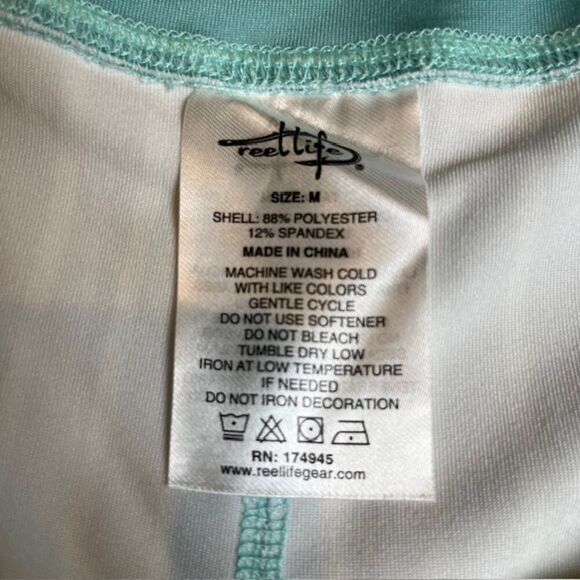 reel life®
SIZE: M
SHELL: 88% POLYESTER
12% SPANDEX
MADE IN CHINA
MACHINE WASH COLD
WITH LIKE COLORS
GENTLE CYCLE
DO NOT USE SOFTENER
DO NOT BLEACH
TUMBLE DRY LOW
IRON AT LOW TEMPERATURE
IF NEEDED
DO NOT IRON DECORATION
RN: 174945
www.reellifegear.com